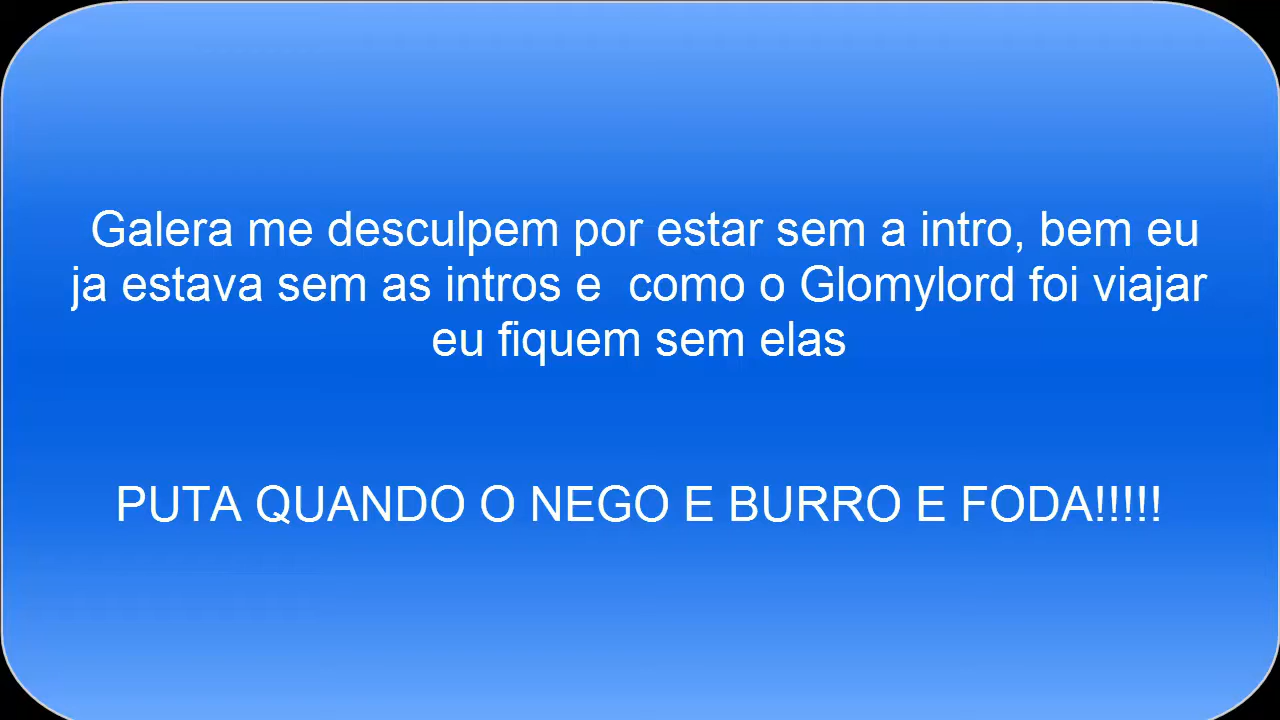 Galera me desculpem por estar sem a intro, bem eu
ja estava sem as intros e  como o Glomylord foi viajar
eu fiquem sem elas
PUTA QUANDO O NEGO E BURRO E FODA!!!!!